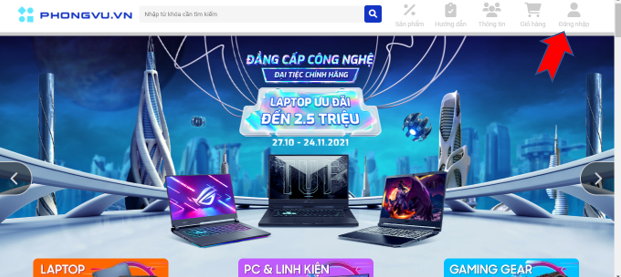 PHONGVU.VN
Nhập từ khóa cần tìm kiếm
Sản phẩm
Hướng dẫn
Thông tin
Giỏ hàng
Đăng nhập
ĐẲNG CẤP CÔNG NGHỆ
ĐẠI TIỆC CHÍNH HÃNG
LAPTOP ƯU ĐÃI
ĐẾN 2.5 TRIỆU
27.10 - 24.11.2021
TUF
LAPTOP
PC & LINH KIỆN
GAMING GEAR